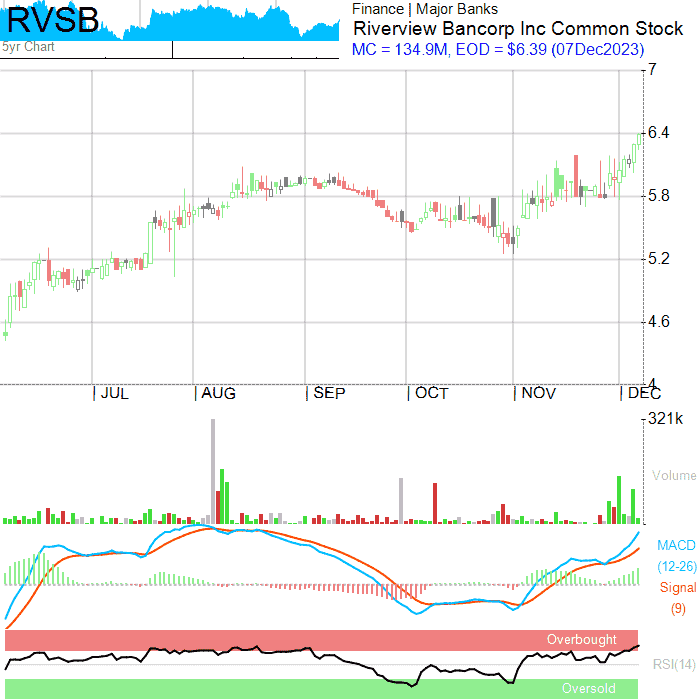 RVSB
5yr Chart
Finance | Major Banks
Riverview Bancorp Inc Common Stock
MC = 134.9M, EOD = $6.39 (07Dec2023)
7
6.4
5.8
5.2
4.6
4
JUL AUG SEP OCT NOV DEC
321k
Volume
MACD
(12-26)
Signal
(9)
Overbought
RSI(14)
Oversold